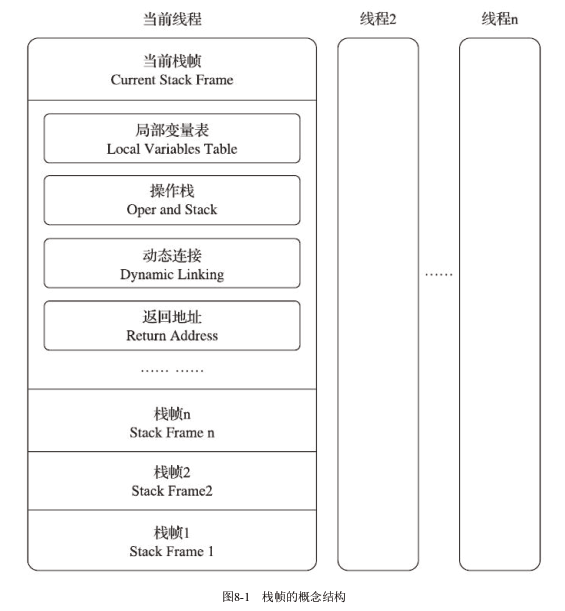 当前线程
线程2
线程n
当前栈帧
Current Stack Frame
局部变量表
Local Variables Table
操作栈
Oper and Stack
动态连接
Dynamic Linking
返回地址
Return Address
…… ……
……
栈帧n
Stack Frame n
栈帧2
Stack Frame2
栈帧1
Stack Frame 1
图8-1 栈帧的概念结构